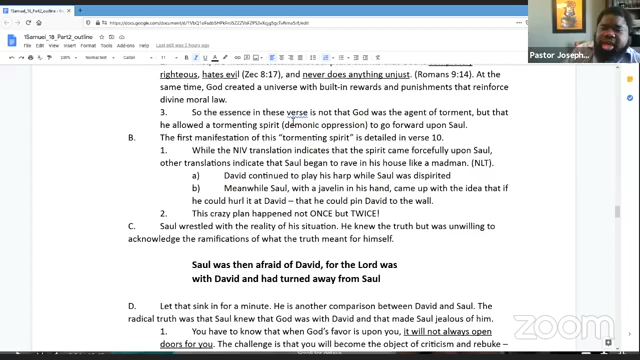 1Samuel_18_Part2_outline
https://docs.google.com/document/d/
Pastor Joseph
righteous, hates evil (Zec 8:17), and never does anything unjust. (Romans 9:14). At the
same time, God created a universe with built-in rewards and punishments that reinforce
divine moral law.
3. So the essence in these verse is not that God was the agent of torment, but that
he allowed a tormenting spirit (demonic oppression) to go forward upon Saul.
B. The first manifestation of this "tormenting spirit" is detailed in verse 10.
1. While the NIV translation indicates that the spirit came forcefully upon Saul,
other translations indicate that Saul began to rave in his house like a madman. (NLT).
a) David continued to play his harp while Saul was dispirited
b) Meanwhile Saul, with a javelin in his hand, came up with the idea that if
he could hurl it at David – that he could pin David to the wall.
2. This crazy plan happened not ONCE but TWICE!
C. Saul wrestled with the reality of his situation. He knew the truth but was unwilling to
acknowledge the ramifications of what the truth meant for himself.
Saul was then afraid of David, for the Lord was
with David and had turned away from Saul
D. Let that sink in for a minute. He is another comparison between David and Saul. The
radical truth was that Saul knew that God was with David and that made Saul jealous of him.
1. You have to know that when God's favor is upon you, it will not always open
doors for you. The challenge is that you will become the object of criticism and rebuke –
LIVE